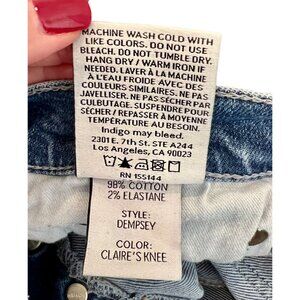 MACHINE WASH COLD WITH
LIKE COLORS. DO NOT USE
BLEACH. DO NOT TUMBLE DRY.
HANG DRY / WARM IRON IF
NEEDED. LAVER À LA MACHINE
À L'EAU FROIDE AVEC DES
COULEURS SIMILAIRES. NE PAS
JAVELLISER. NE PAS SÉCHER PAR
CULBUTAGE. SUSPENDRE POUR
SÉCHER / REPASSER À MOYENNE
TEMPÉRATURE AU BESOIN.
Indigo may bleed.
2301 E. 7th St. STE A244
Los Angeles, CA 90023
RN 155144
98% COTTON
2% ELASTANE
STYLE:
DEMPSEY
COLOR:
CLAIRE'S KNEE